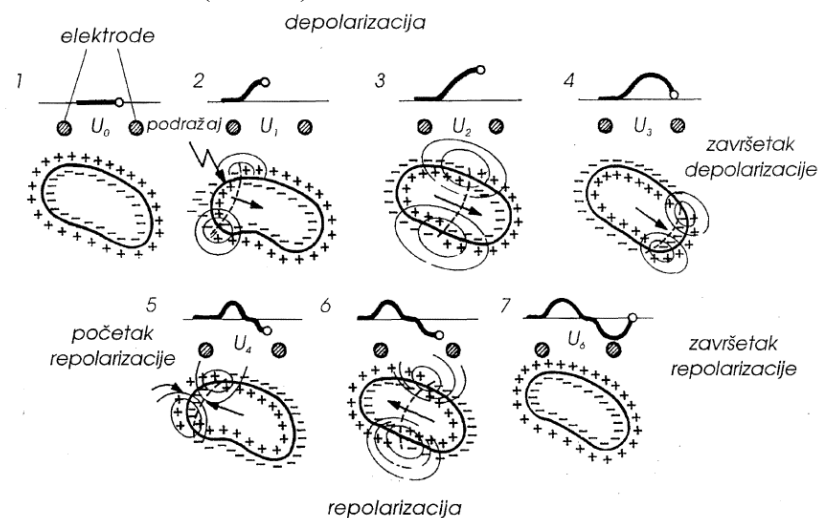 depolarizacija
elektrode
1
2
3
4
U₀
podražaj
U₁
U₂
U₃
završetak
depolarizacije
5
6
7
početak
repolarizacije
U₄
U₆
završetak
repolarizacije
repolarizacija